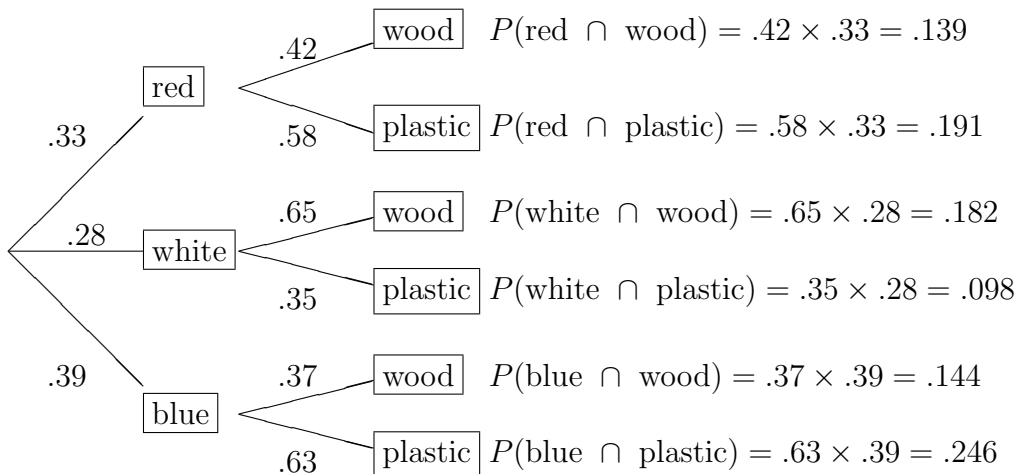 .42 wood P(red ∩ wood) = .42 × .33 = .139
red
.33 .58 plastic P(red ∩ plastic) = .58 × .33 = .191
.65 wood P(white ∩ wood) = .65 × .28 = .182
.28 white
.35 plastic P(white ∩ plastic) = .35 × .28 = .098
.39 .37 wood P(blue ∩ wood) = .37 × .39 = .144
blue
.63 plastic P(blue ∩ plastic) = .63 × .39 = .246